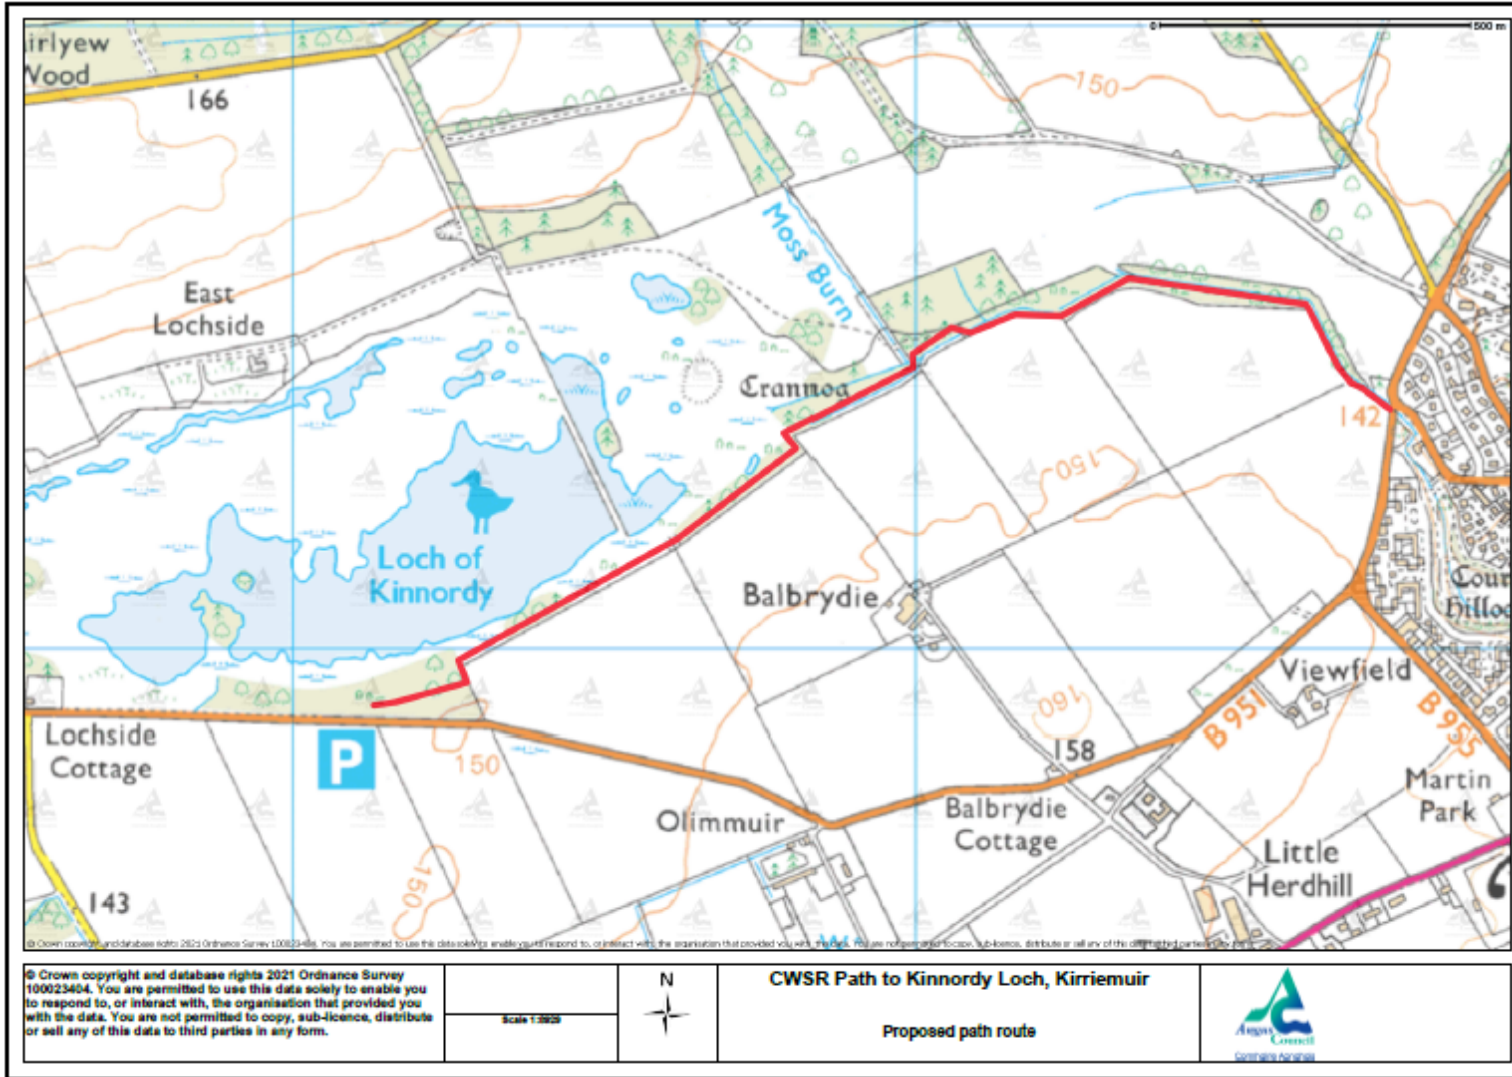 0 500 m
airlyew
Wood
166
150
East
Lochside
Moss Burn
Crannog
142
150
Loch of
Kinnordy
Balbrydie
Viewfield
B 951
B 955
160
158
Lochside
Cottage
P
150
Olimmuir
Balbrydie
Cottage
Martin
Park
Little
Herdhill
150
143
© Crown copyright and database rights 2021 Ordnance Survey
100023404. You are permitted to use this data solely to enable you
to respond to, or interact with, the organisation that provided you
with the data. You are not permitted to copy, sub-licence, distribute
or sell any of this data to third parties in any form.
N
CWSR Path to Kinnordy Loch, Kirriemuir
Proposed path route
Angus
Council